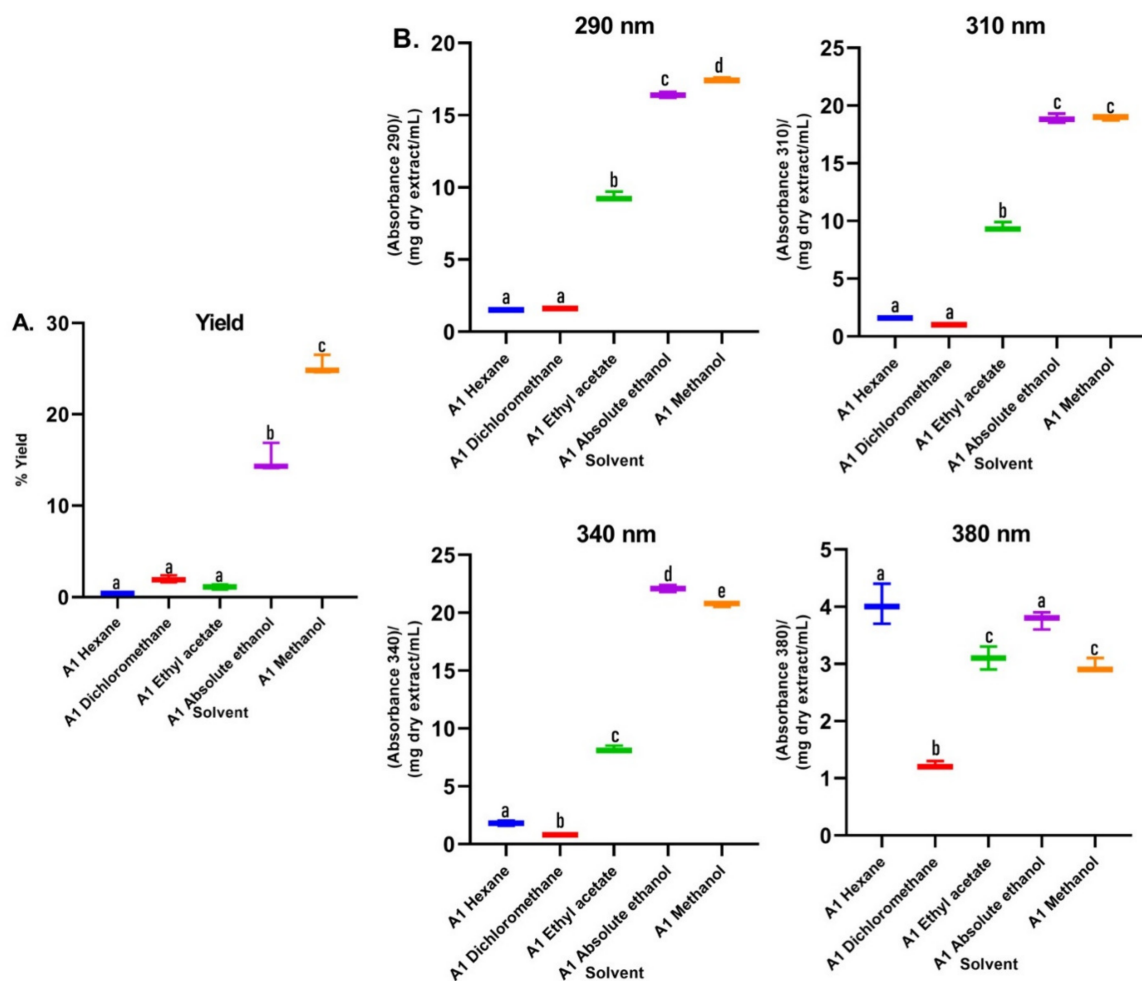 A.
Yield
30
20
10
0
% Yield
c
b
a
a
a
A1 Hexane
A1 Dichloromethane
A1 Ethyl acetate
A1 Absolute ethanol
A1 Methanol
Solvent
B.
290 nm
20
15
10
5
0
(Absorbance 290)/
(mg dry extract/mL)
a
a
b
c
d
A1 Hexane
A1 Dichloromethane
A1 Ethyl acetate
A1 Absolute ethanol
A1 Methanol
Solvent
310 nm
25
20
15
10
5
0
(Absorbance 310)/
(mg dry extract/mL)
a
a
b
c
c
A1 Hexane
A1 Dichloromethane
A1 Ethyl acetate
A1 Absolute ethanol
A1 Methanol
Solvent
340 nm
25
20
15
10
5
0
(Absorbance 340)/
(mg dry extract/mL)
a
b
c
d
e
A1 Hexane
A1 Dichloromethane
A1 Ethyl acetate
A1 Absolute ethanol
A1 Methanol
Solvent
380 nm
5
4
3
2
1
0
(Absorbance 380)/
(mg dry extract/mL)
a
b
c
a
c
A1 Hexane
A1 Dichloromethane
A1 Ethyl acetate
A1 Absolute ethanol
A1 Methanol
Solvent